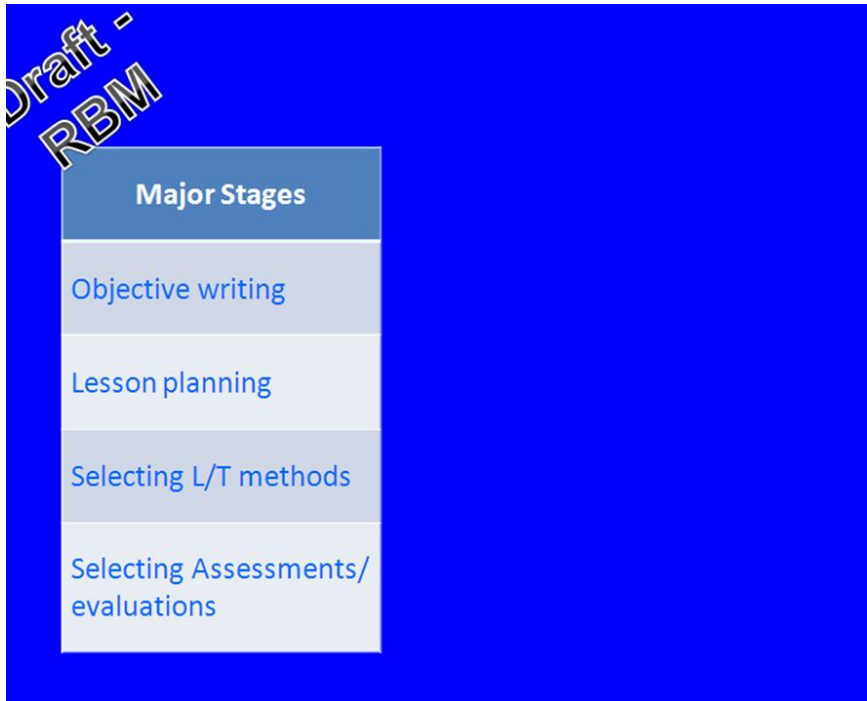 Draft -
RBM
Major Stages
Objective writing
Lesson planning
Selecting L/T methods
Selecting Assessments/
evaluations